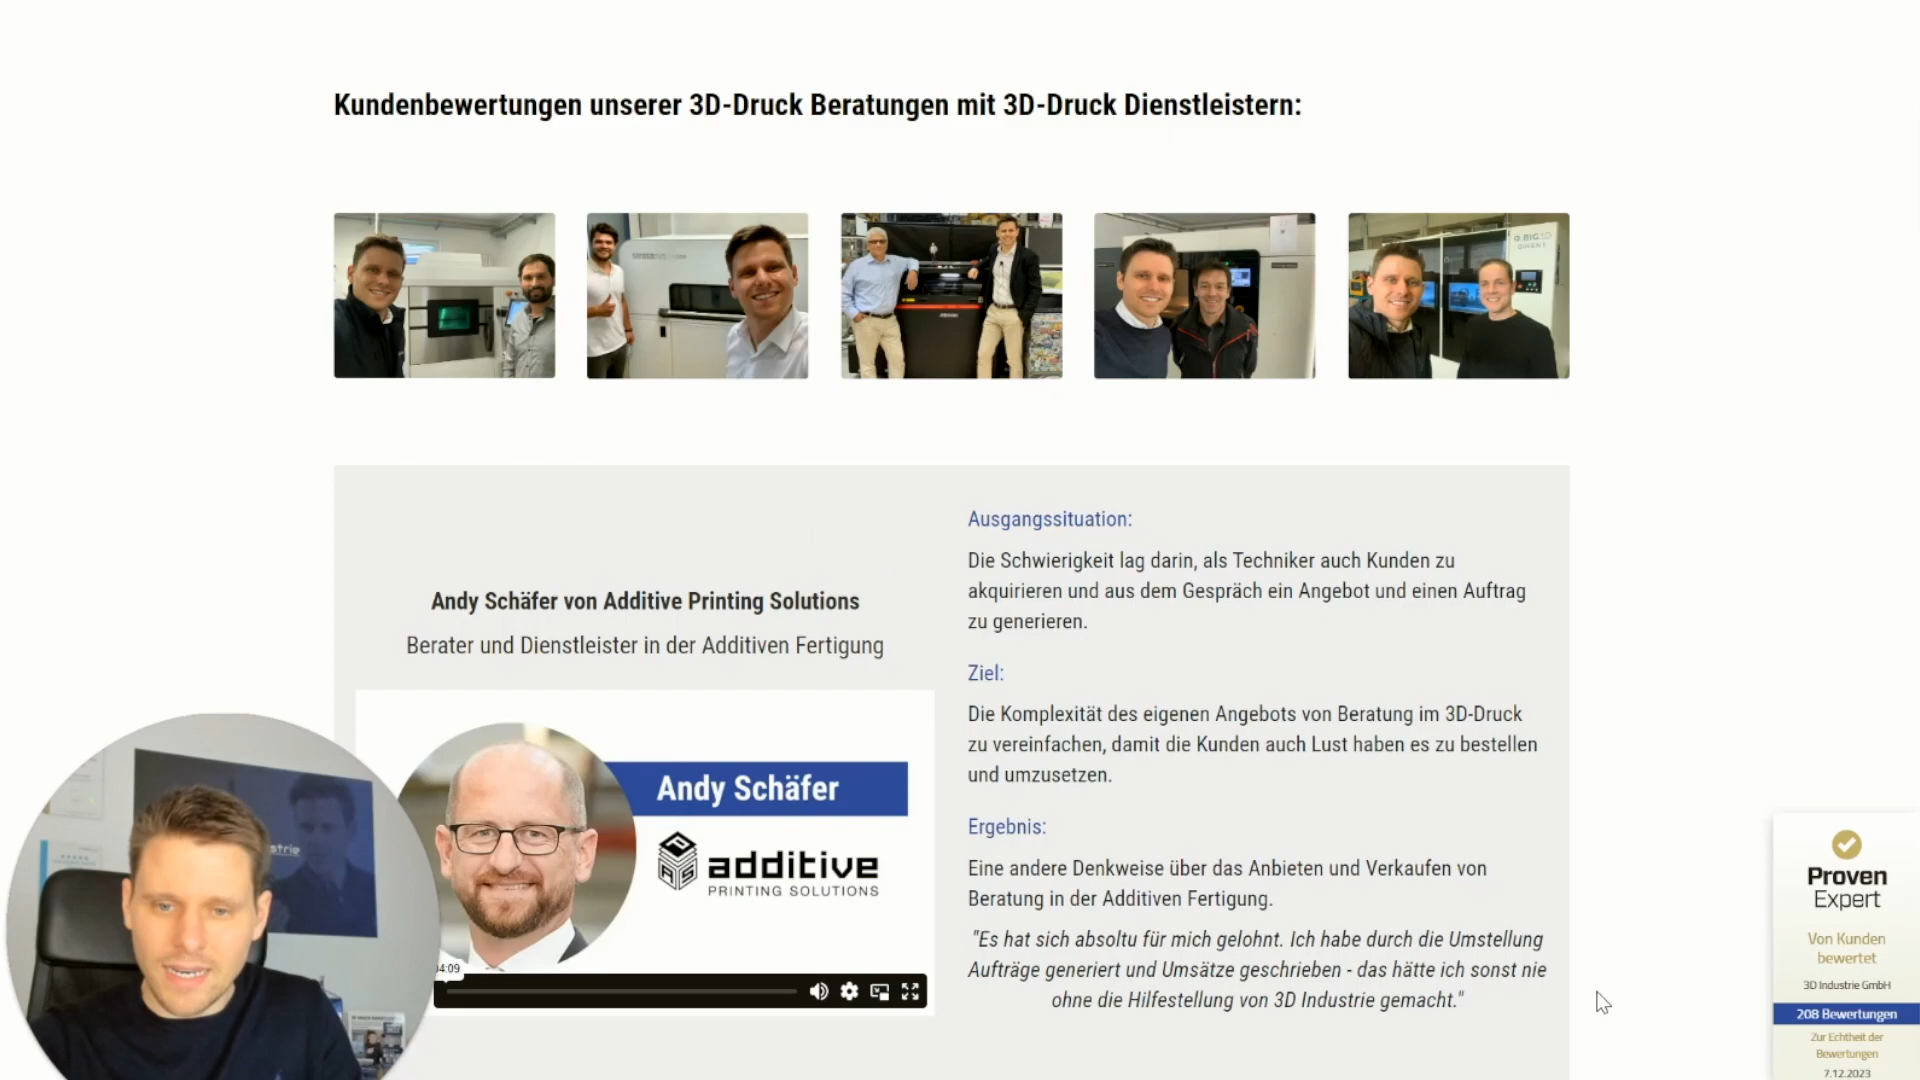 Kundenbewertungen unserer 3D-Druck Beratungen mit 3D-Druck Dienstleistern:
Andy Schäfer von Additive Printing Solutions
Berater und Dienstleister in der Additiven Fertigung
Andy Schäfer
additive
PRINTING SOLUTIONS
04:09
Ausgangssituation:
Die Schwierigkeit lag darin, als Techniker auch Kunden zu
akquirieren und aus dem Gespräch ein Angebot und einen Auftrag
zu generieren.
Ziel:
Die Komplexität des eigenen Angebots von Beratung im 3D-Druck
zu vereinfachen, damit die Kunden auch Lust haben es zu bestellen
und umzusetzen.
Ergebnis:
Eine andere Denkweise über das Anbieten und Verkaufen von
Beratung in der Additiven Fertigung.
"Es hat sich absoltu für mich gelohnt. Ich habe durch die Umstellung
Aufträge generiert und Umsätze geschrieben - das hätte ich sonst nie
ohne die Hilfestellung von 3D Industrie gemacht."
Proven
Expert
Von Kunden
bewertet
3D Industrie GmbH
208 Bewertungen
Zur Echtheit der
Bewertungen
7.12.2023